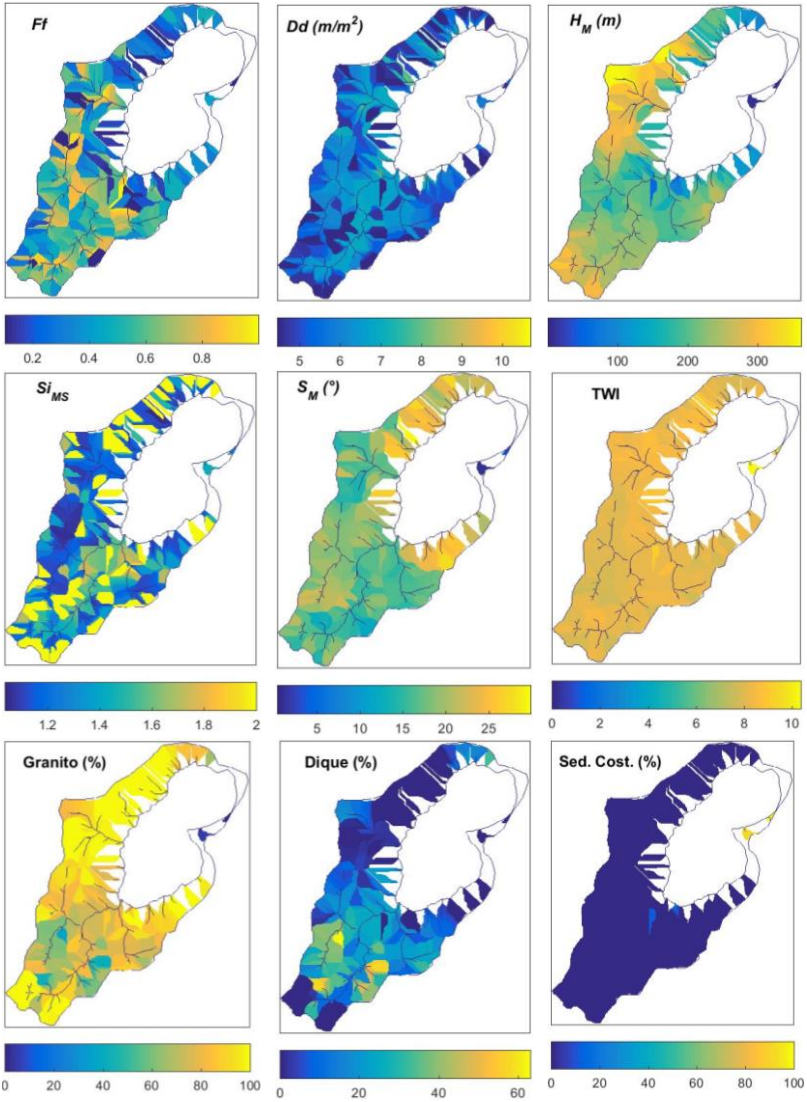 Ff
Dd (m/m²)
H_M (m)
0.2 0.4 0.6 0.8
5 6 7 8 9 10
100 200 300
Si_MS
S_M (°)
TWI
1.2 1.4 1.6 1.8 2
5 10 15 20 25
0 2 4 6 8 10
Granito (%)
Dique (%)
Sed. Cost. (%)
0 20 40 60 80 100
0 20 40 60
0 20 40 60 80 100